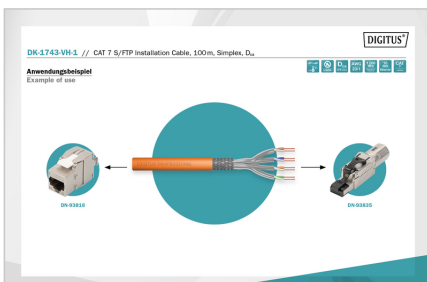 DIGITUS®
DK-1743-VH-1 // CAT 7 S/FTP Installation Cable, 100 m, Simplex, Dca
Anwendungsbeispiel
Example of use
DN-93818
DN-93835